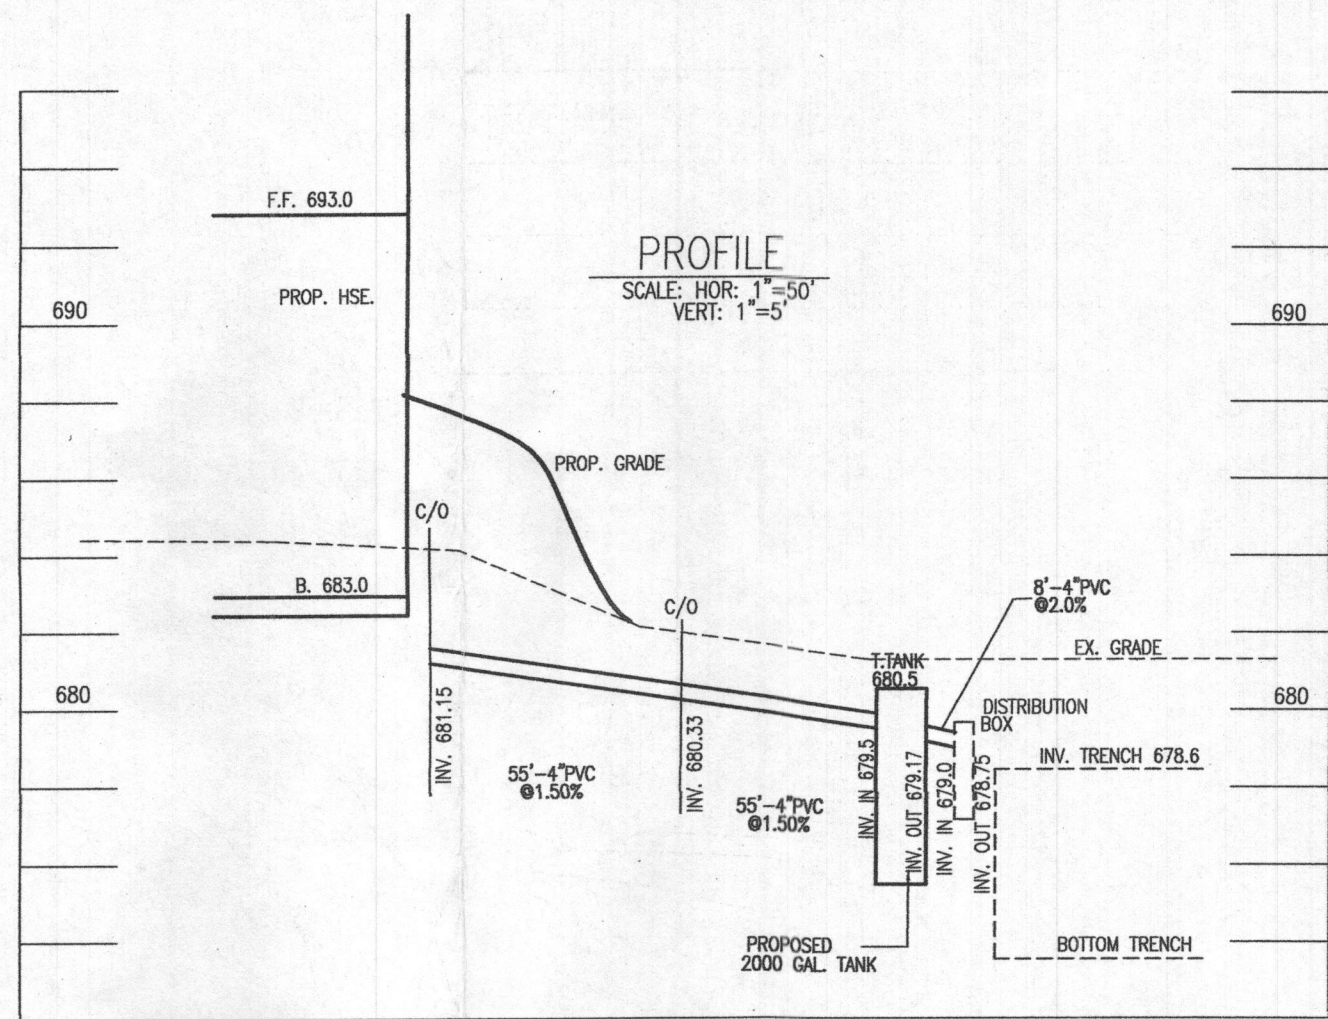 F.F. 693.0
PROFILE
SCALE: HOR: 1"=50'
VERT: 1"=5'
PROP. HSE.
690
690
PROP. GRADE
C/O
B. 683.0
C/O
8'-4"PVC
@2.0%
EX. GRADE
T.TANK
680.5
680
680
DISTRIBUTION
BOX
INV. 681.15
INV. 680.33
INV. IN 679.5
INV. OUT 679.17
INV. IN 679.0
INV. OUT 678.75
INV. TRENCH 678.6
55'-4"PVC
@1.50%
55'-4"PVC
@1.50%
PROPOSED
2000 GAL. TANK
BOTTOM TRENCH